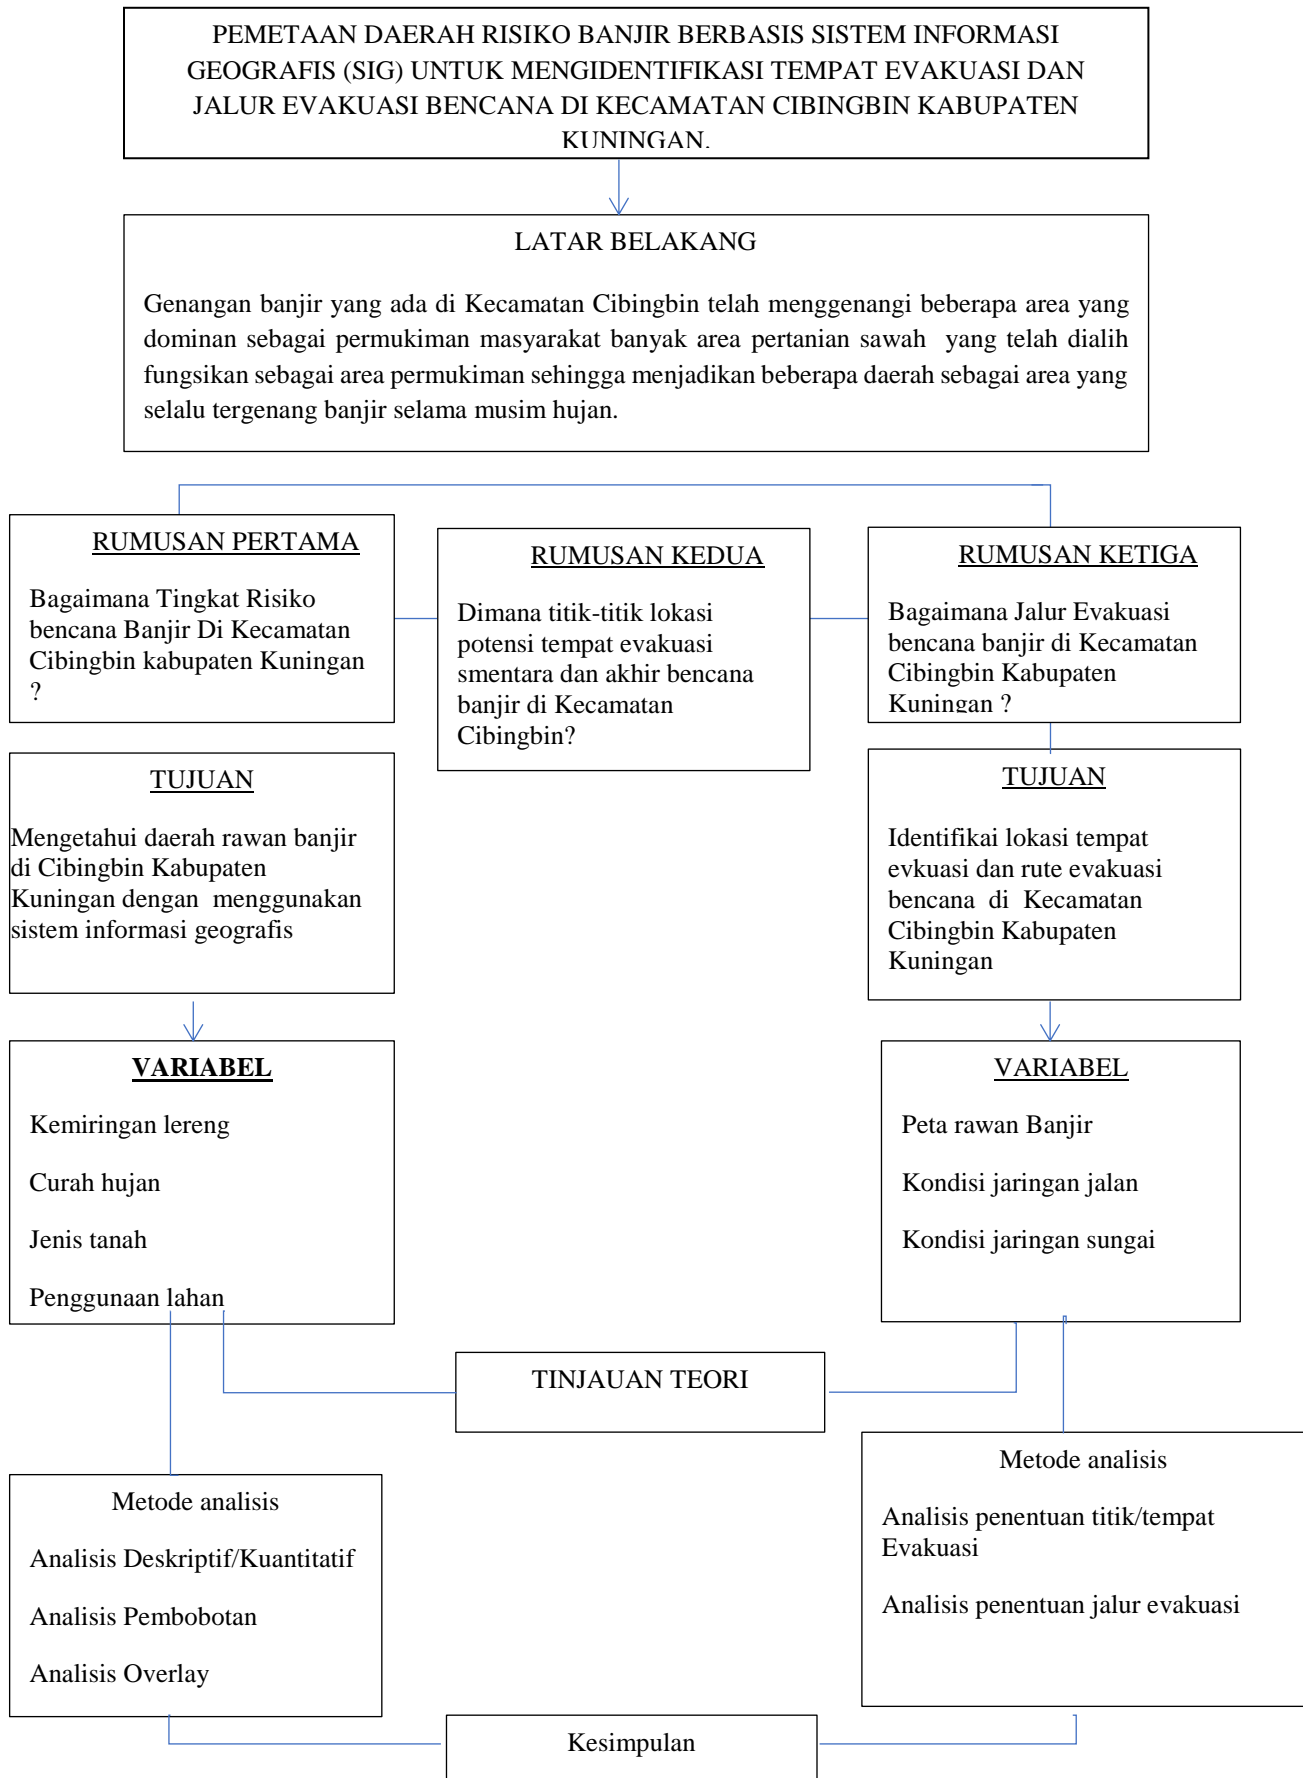 PEMETAAN DAERAH RISIKO BANJIR BERBASIS SISTEM INFORMASI
GEOGRAFIS (SIG) UNTUK MENGIDENTIFIKASI TEMPAT EVAKUASI DAN
JALUR EVAKUASI BENCANA DI KECAMATAN CIBINGBIN KABUPATEN
KUNINGAN.
LATAR BELAKANG
Genangan banjir yang ada di Kecamatan Cibingbin telah menggenangi beberapa area yang
dominan sebagai permukiman masyarakat banyak area pertanian sawah yang telah dialih
fungsikan sebagai area permukiman sehingga menjadikan beberapa daerah sebagai area yang
selalu tergenang banjir selama musim hujan.
RUMUSAN PERTAMA
Bagaimana Tingkat Risiko
bencana Banjir Di Kecamatan
Cibingbin kabupaten Kuningan
?
RUMUSAN KEDUA
Dimana titik-titik lokasi
potensi tempat evakuasi
smentara dan akhir bencana
banjir di Kecamatan
Cibingbin?
RUMUSAN KETIGA
Bagaimana Jalur Evakuasi
bencana banjir di Kecamatan
Cibingbin Kabupaten
Kuningan ?
TUJUAN
Mengetahui daerah rawan banjir
di Cibingbin Kabupaten
Kuningan dengan menggunakan
sistem informasi geografis
TUJUAN
Identifikai lokasi tempat
evkuasi dan rute evakuasi
bencana di Kecamatan
Cibingbin Kabupaten
Kuningan
VARIABEL
Kemiringan lereng
Curah hujan
Jenis tanah
Penggunaan lahan
VARIABEL
Peta rawan Banjir
Kondisi jaringan jalan
Kondisi jaringan sungai
TINJAUAN TEORI
Metode analisis
Analisis Deskriptif/Kuantitatif
Analisis Pembobotan
Analisis Overlay
Metode analisis
Analisis penentuan titik/tempat
Evakuasi
Analisis penentuan jalur evakuasi
Kesimpulan